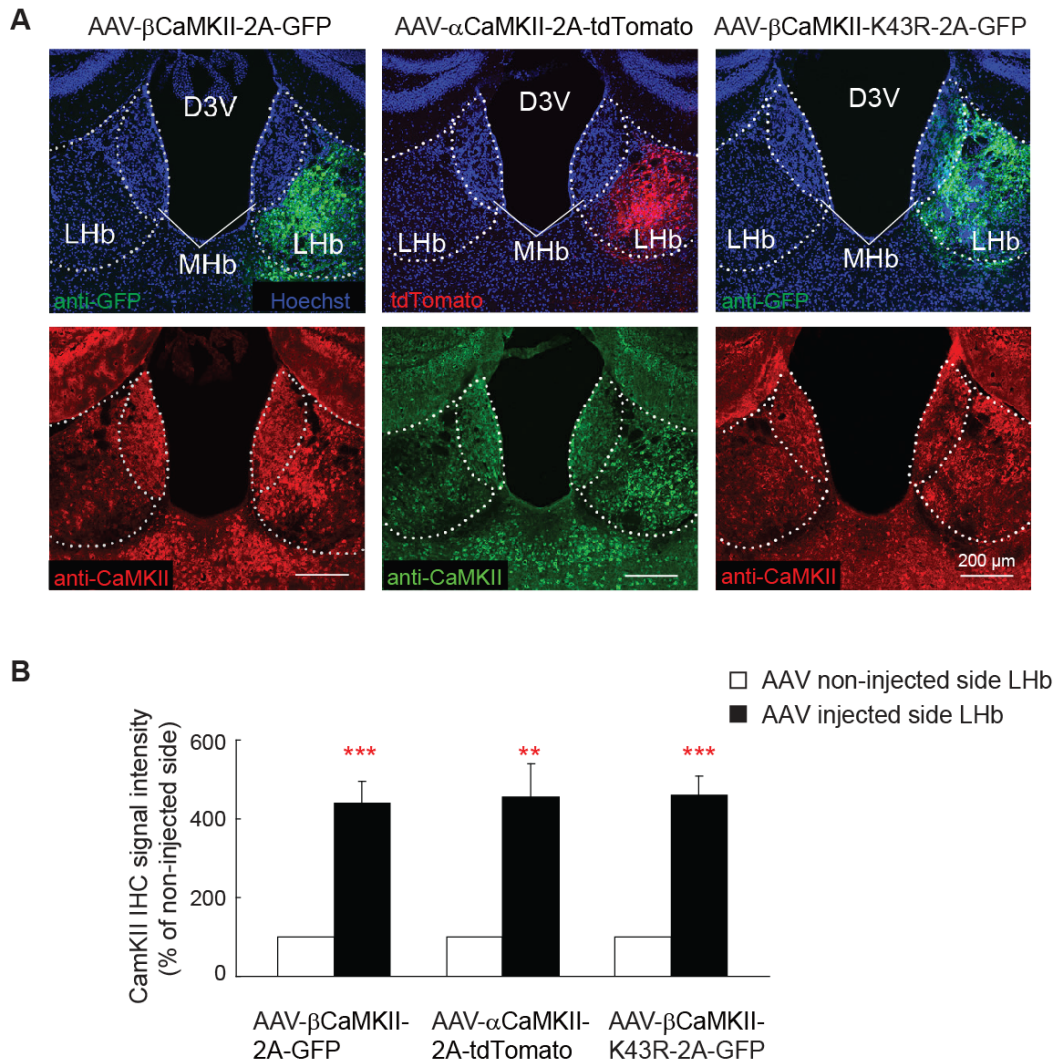 A
AAV-βCaMKII-2A-GFP
AAV-αCaMKII-2A-tdTomato
AAV-βCaMKII-K43R-2A-GFP
D3V
D3V
D3V
LHb
MHb
LHb
LHb
MHb
LHb
LHb
MHb
LHb
anti-GFP
Hoechst
tdTomato
anti-GFP
anti-CaMKII
anti-CaMKII
anti-CaMKII
200 μm
B
AAV non-injected side LHb
AAV injected side LHb
CamKII IHC signal intensity
(% of non-injected side)
600
400
200
0
***
**
***
AAV-βCaMKII-
2A-GFP
AAV-αCaMKII-
2A-tdTomato
AAV-βCaMKII-
K43R-2A-GFP